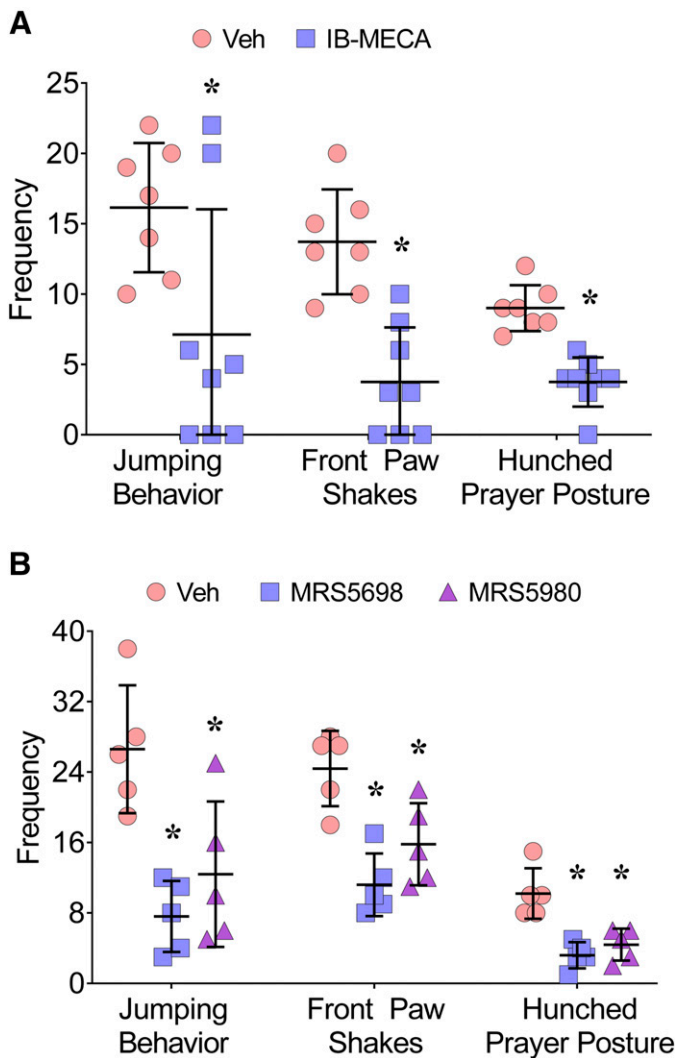 A
Veh IB-MECA
25
20
15
10
5
0
Frequency
*
*
*
Jumping Behavior
Front Paw Shakes
Hunched Prayer Posture
B
Veh MRS5698 MRS5980
40
32
24
16
8
0
Frequency
*
*
*
*
*
*
Jumping Behavior
Front Paw Shakes
Hunched Prayer Posture